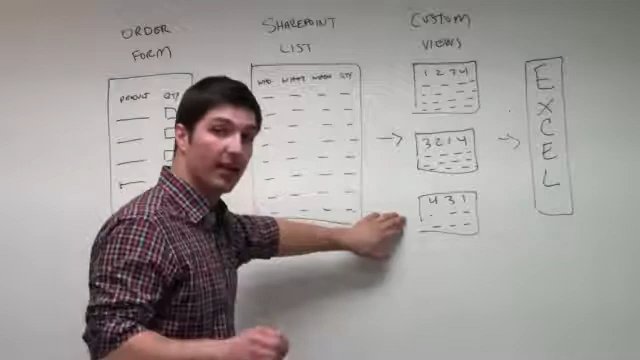 ORDER
FORM
SHAREPOINT
LIST
CUSTOM
VIEWS
PRODUCT QTY
WHO WHAT WHEN QTY
1 2 3 4
3 2 1 4
4 3 1
EXCEL